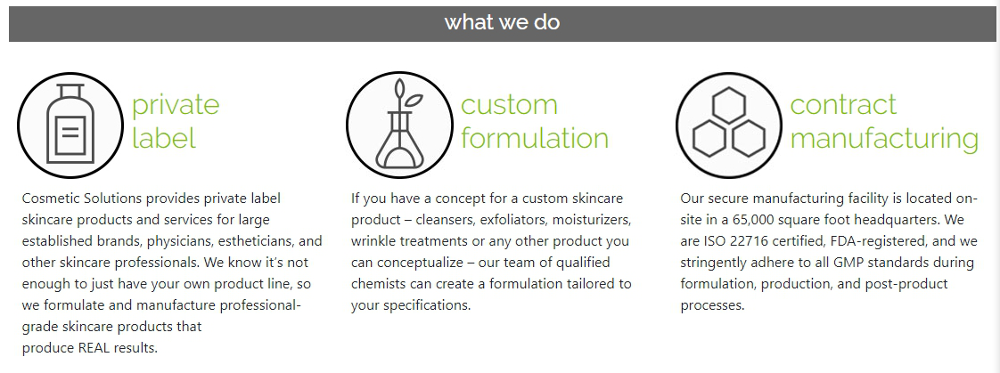 what we do
private
label
Cosmetic Solutions provides private label
skincare products and services for large
established brands, physicians, estheticians, and
other skincare professionals. We know it's not
enough to just have your own product line, so
we formulate and manufacture professional-
grade skincare products that
produce REAL results.
custom
formulation
If you have a concept for a custom skincare
product – cleansers, exfoliators, moisturizers,
wrinkle treatments or any other product you
can conceptualize – our team of qualified
chemists can create a formulation tailored to
your specifications.
contract
manufacturing
Our secure manufacturing facility is located on-
site in a 65,000 square foot headquarters. We
are ISO 22716 certified, FDA-registered, and we
stringently adhere to all GMP standards during
formulation, production, and post-product
processes.